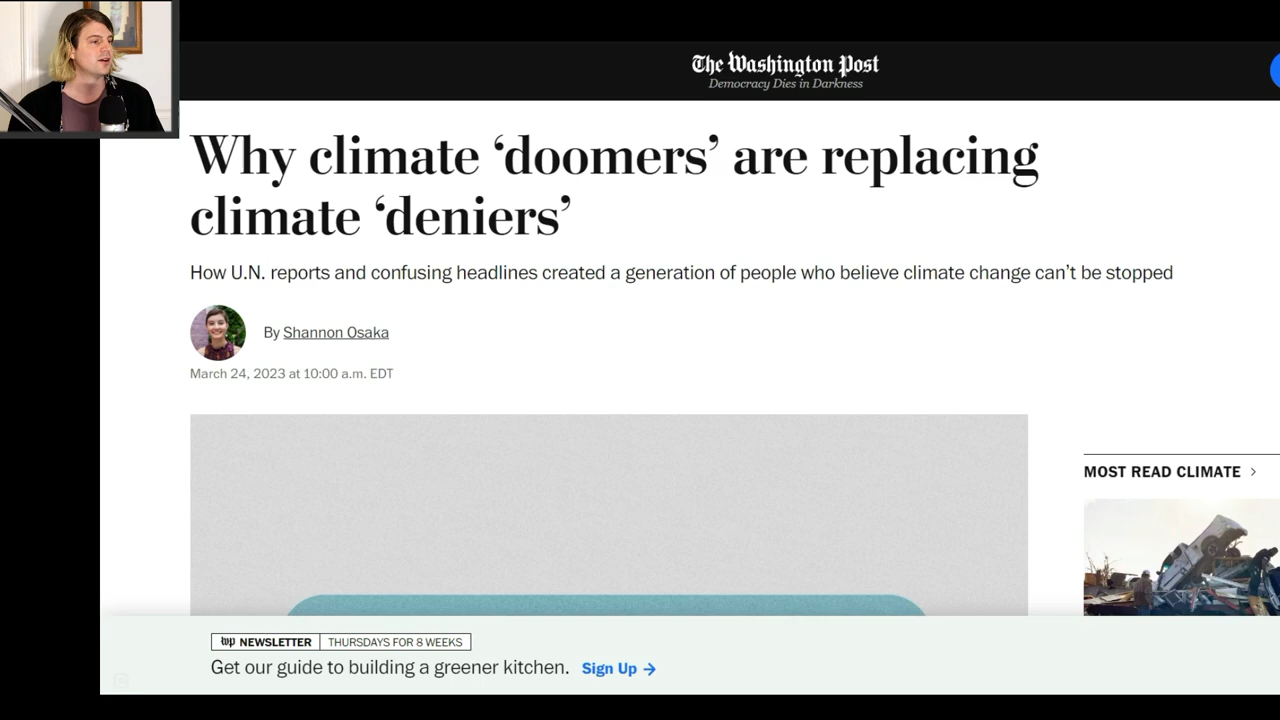 The Washington Post
Democracy Dies in Darkness
Why climate ‘doomers’ are replacing
climate ‘deniers’
How U.N. reports and confusing headlines created a generation of people who believe climate change can’t be stopped
By Shannon Osaka
March 24, 2023 at 10:00 a.m. EDT
MOST READ CLIMATE >
wp NEWSLETTER THURSDAYS FOR 8 WEEKS
Get our guide to building a greener kitchen. Sign Up →